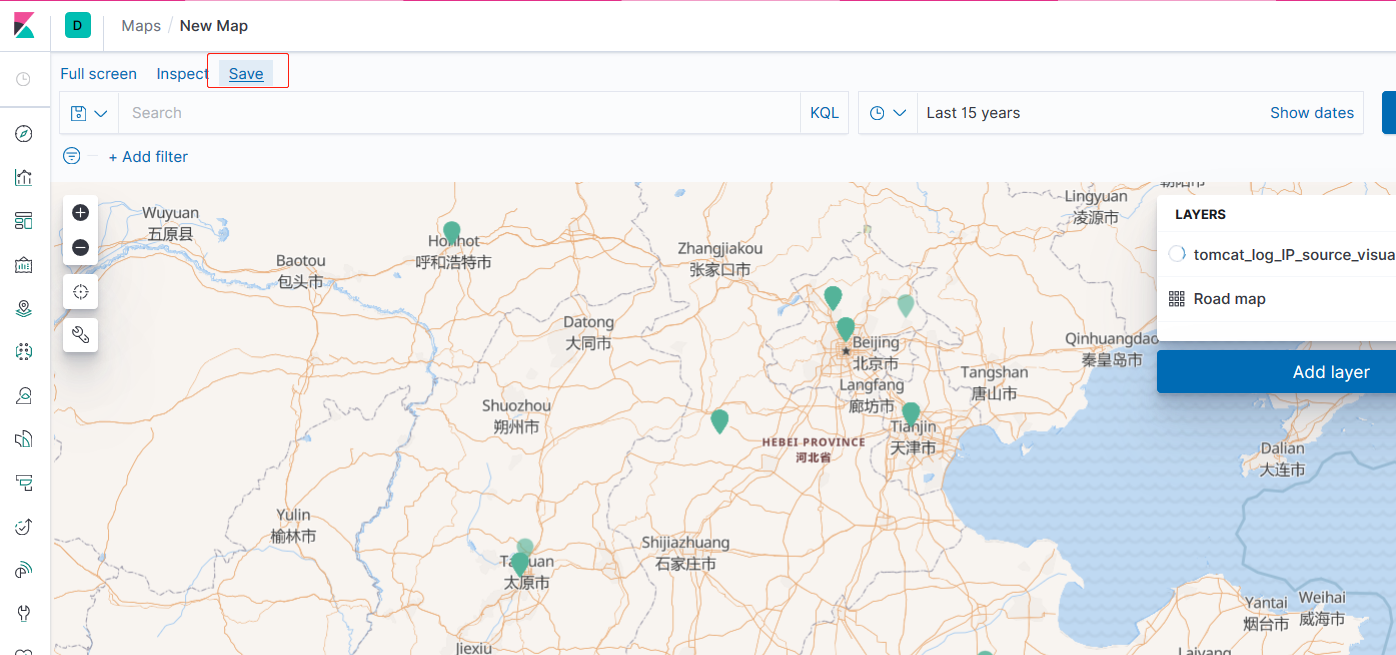 D Maps / New Map
Full screen Inspect Save
Search KQL Last 15 years Show dates
+ Add filter
LAYERS
tomcat_log_IP_source_visua
Road map
Add layer
Wuyuan
五原县
Hohhot
呼和浩特市
Baotou
包头市
Zhangjiakou
张家口市
Lingyuan
凌源市
Datong
大同市
Beijing
北京市
Qinhuangdao
秦皇岛市
Langfang
廊坊市
Tangshan
唐山市
Shuozhou
朔州市
Tianjin
天津市
HEBEI PROVINCE
河北省
Dalian
大连市
Yulin
榆林市
Shijiazhuang
石家庄市
Taiyuan
太原市
Yantai
烟台市
Weihai
威海市
Jiexiu